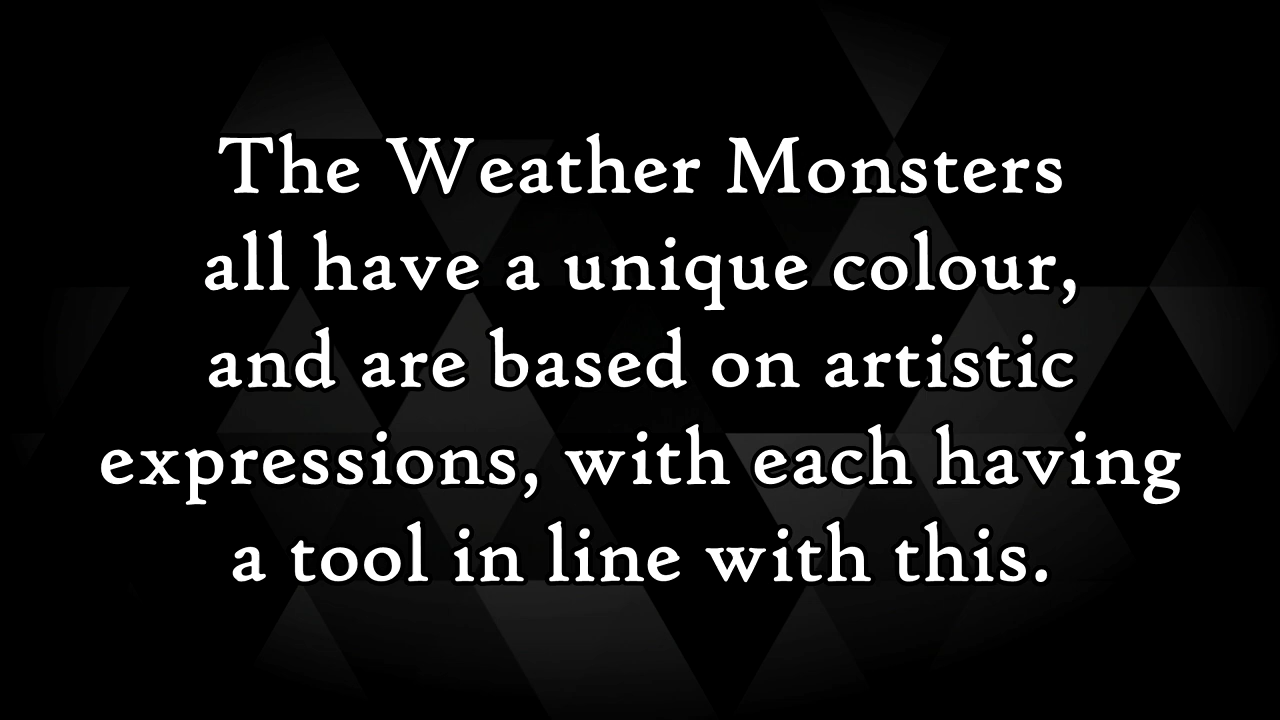 The Weather Monsters
all have a unique colour,
and are based on artistic
expressions, with each having
a tool in line with this.